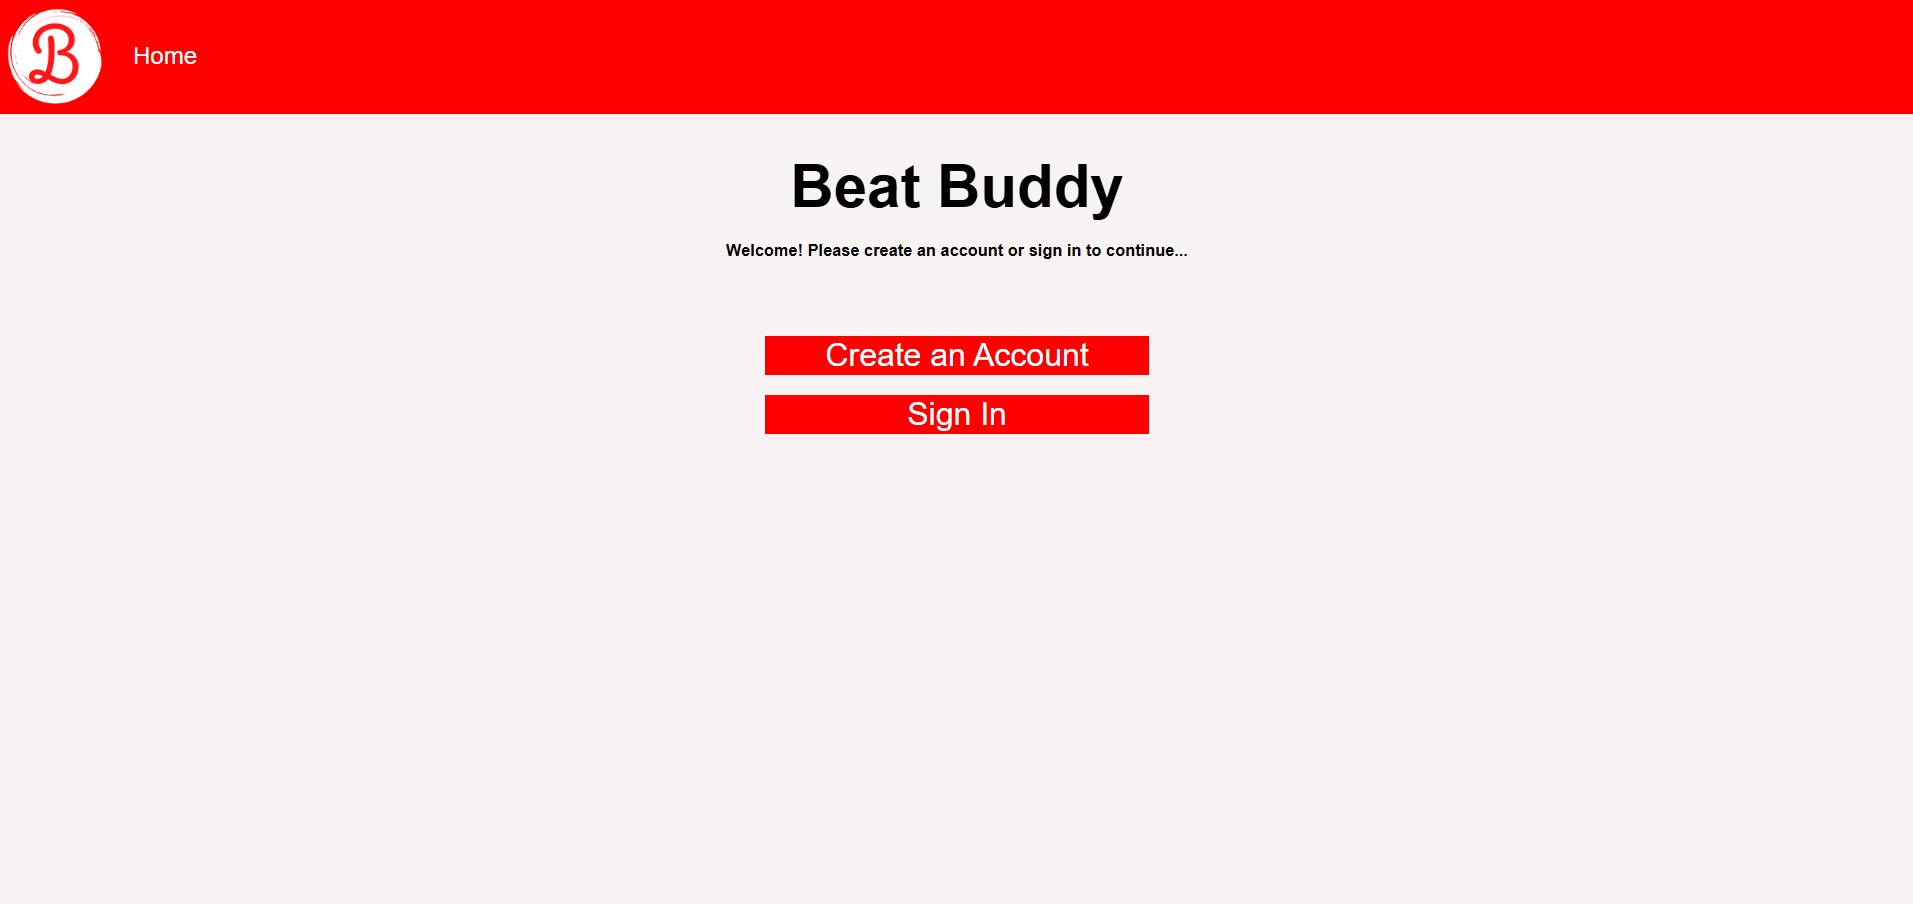 B
Home
Beat Buddy
Welcome! Please create an account or sign in to continue...
Create an Account
Sign In